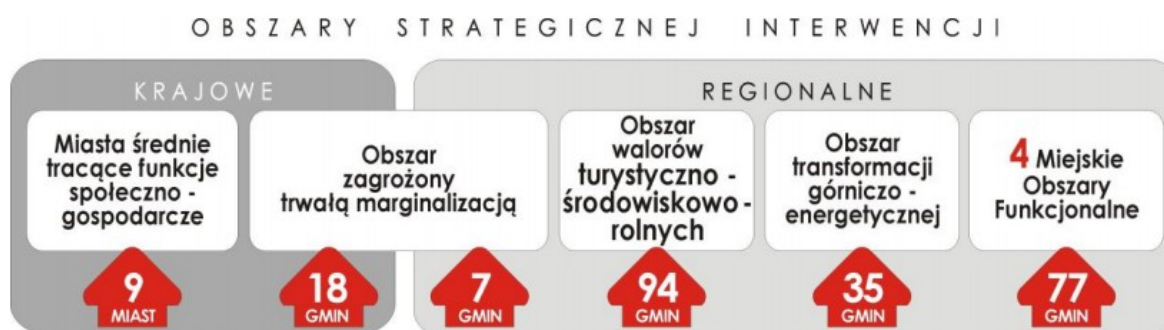 OBSZARY STRATEGICZNEJ INTERWENCJI
KRAJOWE
REGIONALNE
Miasta średnie
tracące funkcje
społeczno -
gospodarcze
Obszar
zagrożony
trwałą marginalizacją
Obszar
walorów
turystyczno -
środowiskowo -
rolnych
Obszar
transformacji
górniczo -
energetycznej
4 Miejskie
Obszary
Funkcjonalne
9
MIAST
18
GMIN
7
GMIN
94
GMIN
35
GMIN
77
GMIN